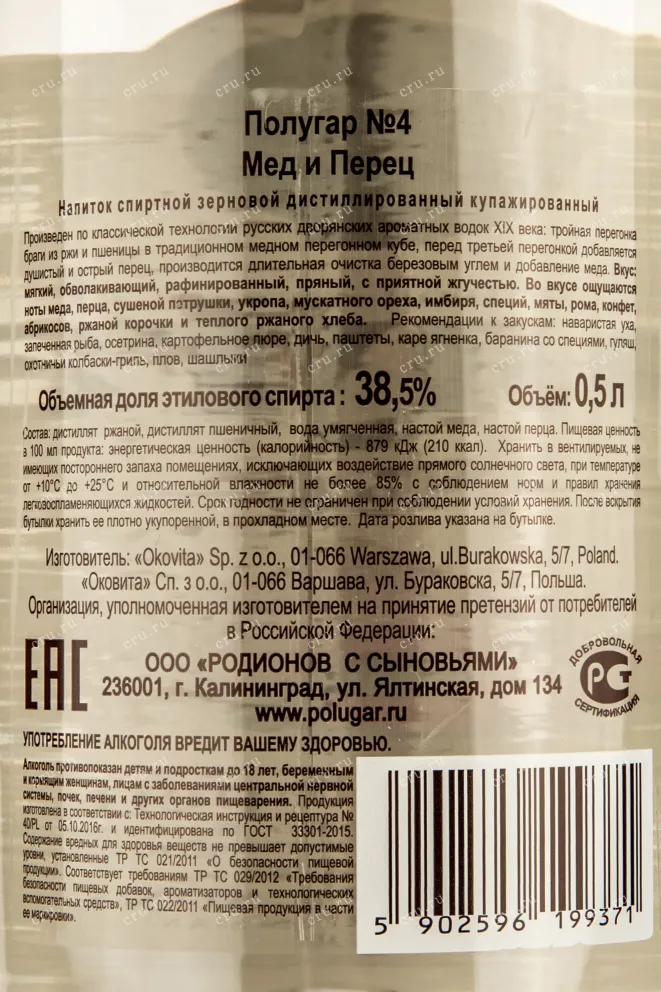 Полугар №4
Мед и Перец
Напиток спиртной зерновой дистиллированный купажированный
Произведен по классической технологии русских дворянских ароматных водок XIX века: тройная перегонка
браги из ржи и пшеницы в традиционном медном перегонном кубе, перед третьей перегонкой добавляется
душистый и острый перец, производится длительная очистка березовым углем и добавление меда. Вкус:
мягкий, обволакивающий, рафинированный, пряный, с приятной жгучестью. Во вкусе ощущаются
ноты меда, перца, сушеной петрушки, укропа, мускатного ореха, имбиря, специй, мяты, рома, конфет,
абрикосов, ржаной корочки и теплого ржаного хлеба. Рекомендации к закускам: наваристая уха,
запеченная рыба, осетрина, картофельное пюре, дичь, паштеты, каре ягненка, баранина со специями, гуляш,
охотничьи колбаски-гриль, плов, шашлыки
Объемная доля этилового спирта : 38,5% Объём: 0,5 л
Состав: дистиллят ржаной, дистиллят пшеничный, вода умягченная, настой меда, настой перца. Пищевая ценность
в 100 мл продукта: энергетическая ценность (калорийность) - 879 кДж (210 ккал). Хранить в вентилируемых, не
имеющих постороннего запаха помещениях, исключающих воздействие прямого солнечного света, при температуре
от +10°С до +25°С и относительной влажности не более 85% с соблюдением норм и правил хранения
легковоспламеняющихся жидкостей. Срок годности не ограничен при соблюдении условий хранения. После вскрытия
бутылки хранить ее плотно укупоренной, в прохладном месте. Дата розлива указана на бутылке.
Изготовитель: «Okovita» Sp. z o.o., 01-066 Warszawa, ul.Burakowska, 5/7, Poland.
«Оковита» Сп. з о.о., 01-066 Варшава, ул. Бураковска, 5/7, Польша.
Организация, уполномоченная изготовителем на принятие претензий от потребителей
в Российской Федерации:
ЕАС
ООО «РОДИОНОВ С СЫНОВЬЯМИ»
236001, г. Калининград, ул. Ялтинская, дом 134
www.polugar.ru
ДОБРОВОЛЬНАЯ
РСТ
СЕРТИФИКАЦИЯ
УПОТРЕБЛЕНИЕ АЛКОГОЛЯ ВРЕДИТ ВАШЕМУ ЗДОРОВЬЮ.
Алкоголь противопоказан детям и подросткам до 18 лет, беременным
и кормящим женщинам, лицам с заболеваниями центральной нервной
системы, почек, печени и других органов пищеварения. Продукция
изготовлена в соответствии с: Технологическая инструкция и рецептура №
40/PL от 05.10.2016г. и идентифицирована по ГОСТ 33301-2015.
Содержание вредных для здоровья веществ не превышает допустимые
уровни, установленные ТР ТС 021/2011 «О безопасности пищевой
продукции». Соответствует требованиям ТР ТС 029/2012 «Требования
безопасности пищевых добавок, ароматизаторов и технологических
вспомогательных средств», ТР ТС 022/2011 «Пищевая продукция в части
ее маркировки».
5 902596 199371